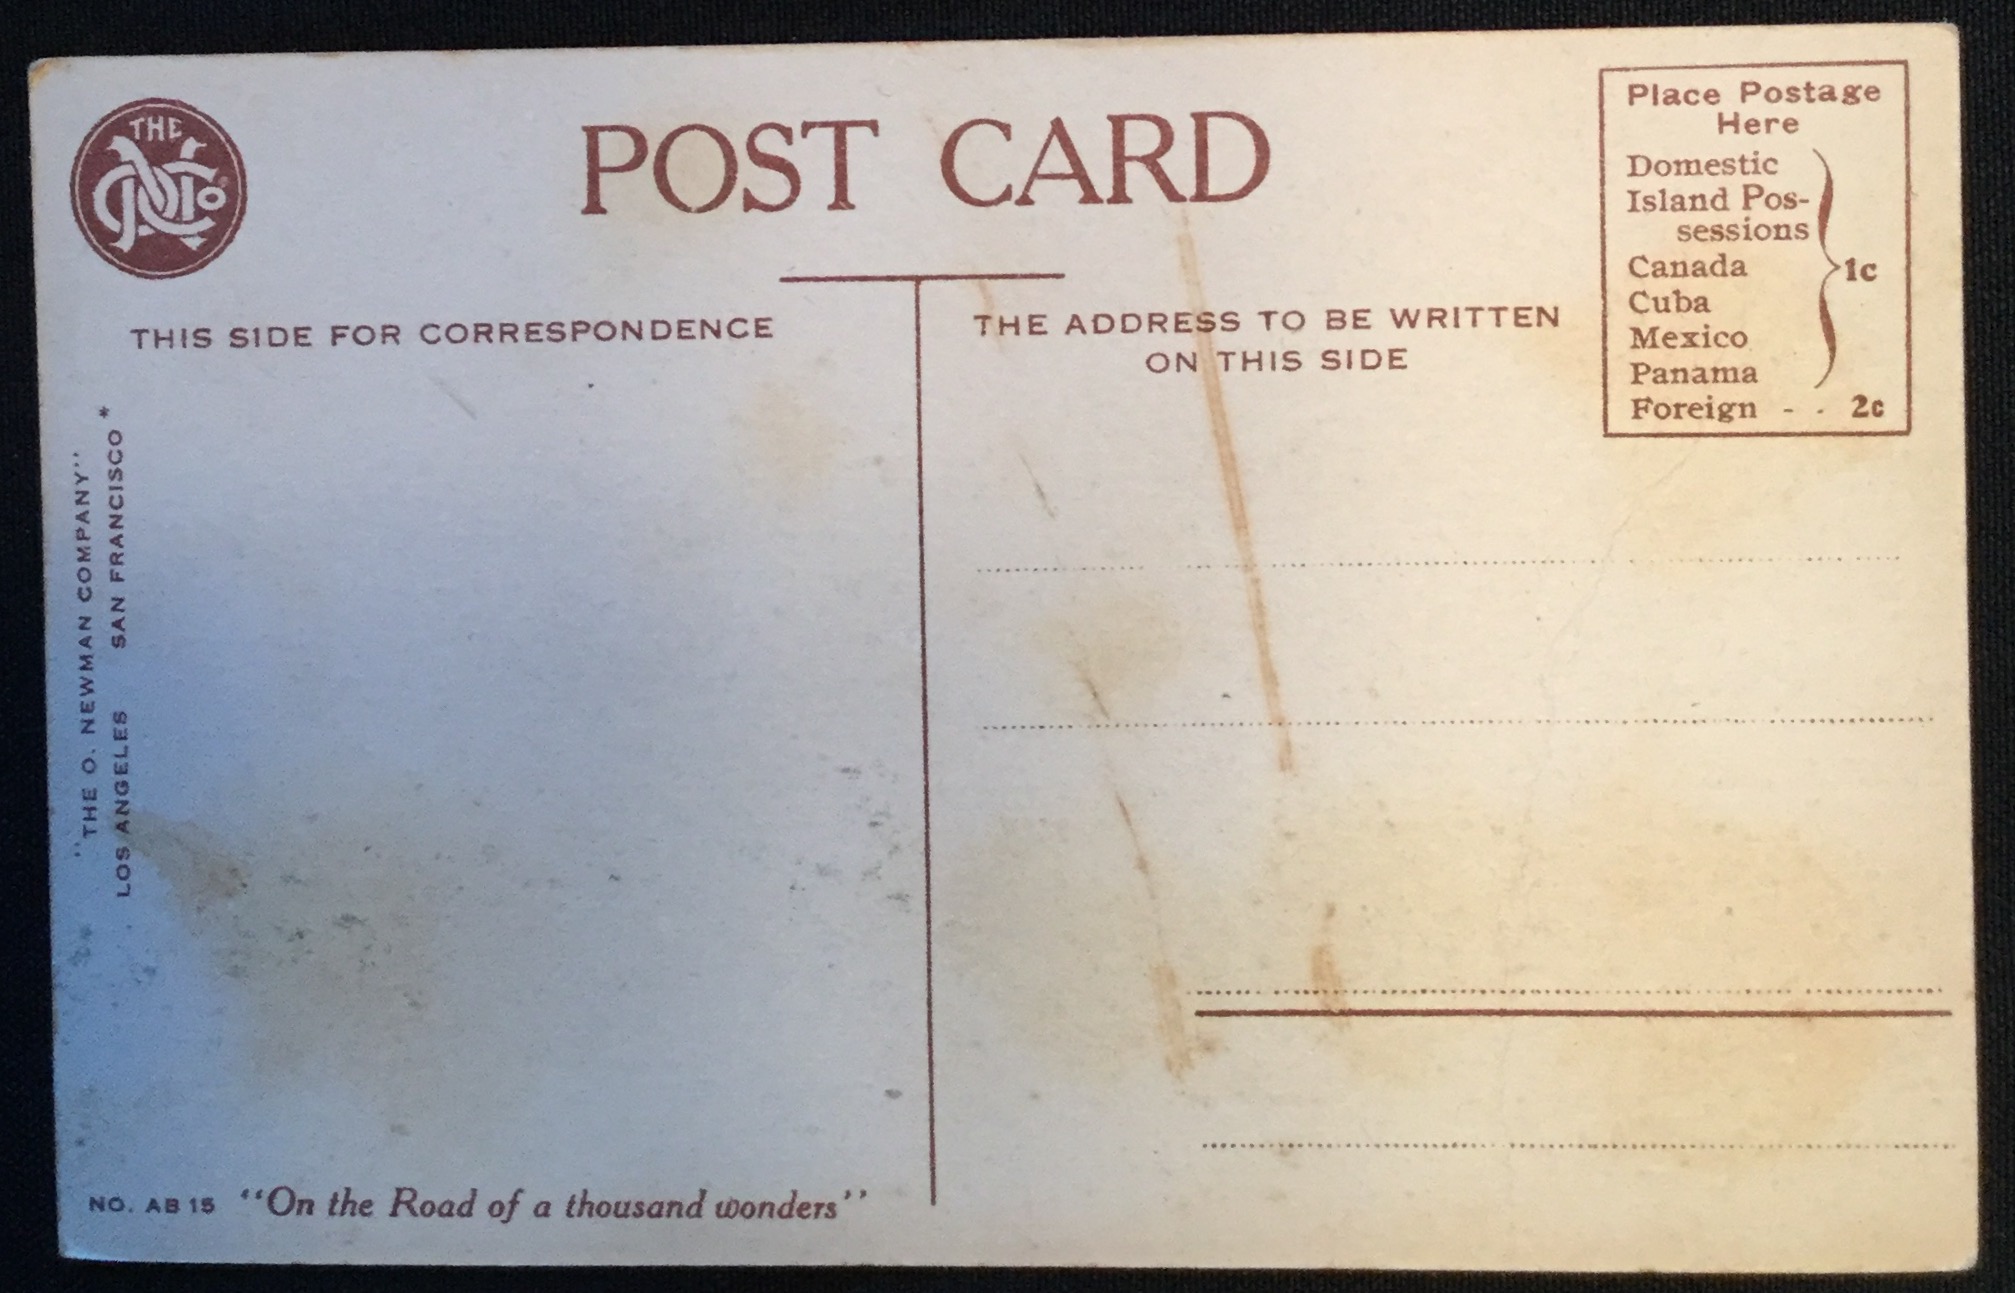 THE
NCo
POST CARD
Place Postage
Here
Domestic
Island Pos-
sessions
Canada
1c
Cuba
Mexico
Panama
Foreign - - 2c
THIS SIDE FOR CORRESPONDENCE
THE ADDRESS TO BE WRITTEN
ON THIS SIDE
"THE O. NEWMAN COMPANY"
LOS ANGELES SAN FRANCISCO*
NO. AB 15 "On the Road of a thousand wonders"